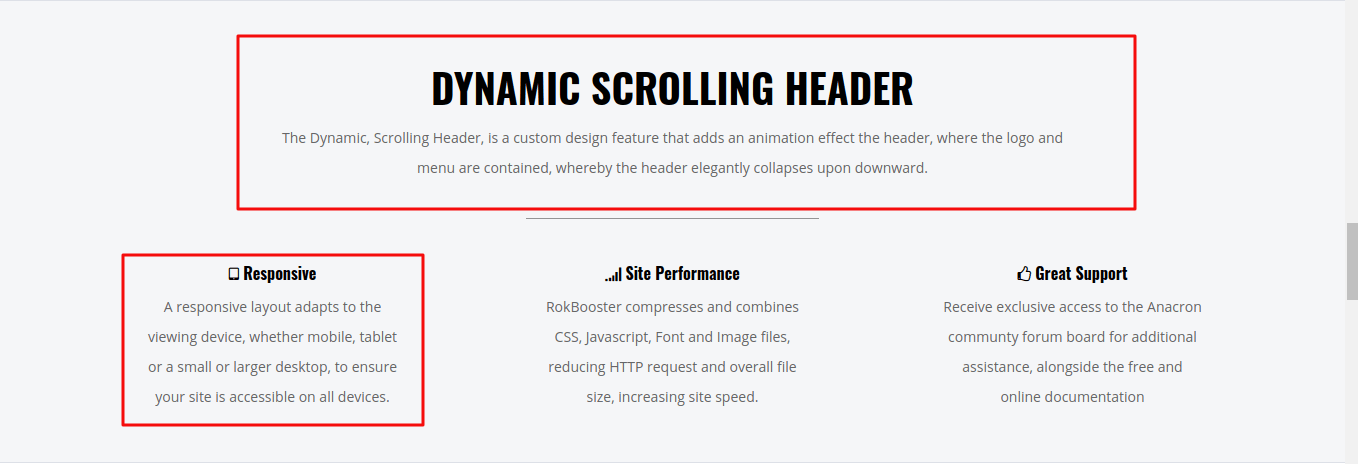 DYNAMIC SCROLLING HEADER
The Dynamic, Scrolling Header, is a custom design feature that adds an animation effect the header, where the logo and
menu are contained, whereby the header elegantly collapses upon downward.
Responsive
A responsive layout adapts to the
viewing device, whether mobile, tablet
or a small or larger desktop, to ensure
your site is accessible on all devices.
Site Performance
RokBooster compresses and combines
CSS, Javascript, Font and Image files,
reducing HTTP request and overall file
size, increasing site speed.
Great Support
Receive exclusive access to the Anacron
communty forum board for additional
assistance, alongside the free and
online documentation